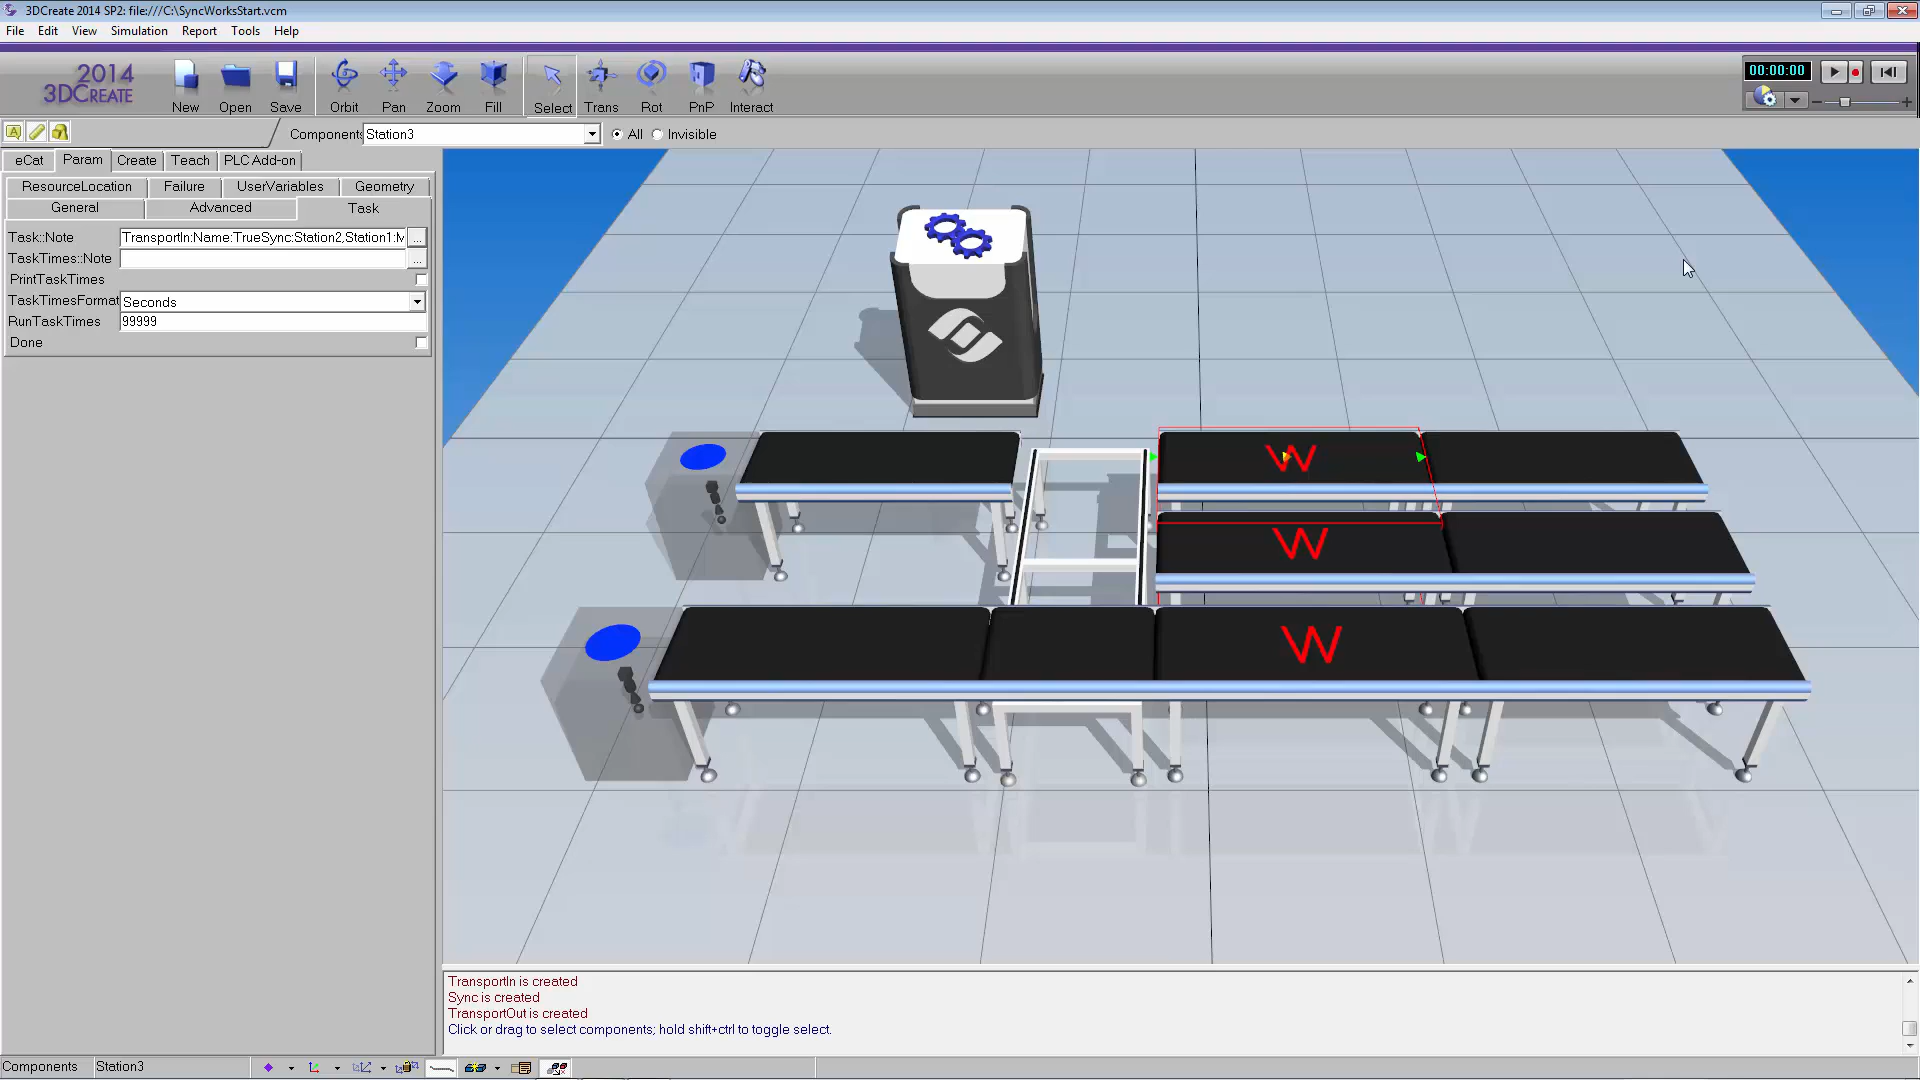 3DCreate 2014 SP2: file:///C:\SyncWorksStart.vcm
File Edit View Simulation Report Tools Help
2014
3DCREATE
New Open Save Orbit Pan Zoom Fill Select Trans Rot PnP Interact
00:00:00
Component: Station3 All Invisible
eCat Param Create Teach PLC Add-on
ResourceLocation Failure UserVariables Geometry
General Advanced Task
Task::Note TransportIn:Name:TrueSync:Station2,Station1:M ...
TaskTimes::Note ...
PrintTaskTimes
TaskTimesFormat Seconds
RunTaskTimes 99999
Done
W
W
W
TransportIn is created
Sync is created
TransportOut is created
Click or drag to select components; hold shift+ctrl to toggle select.
Components Station3